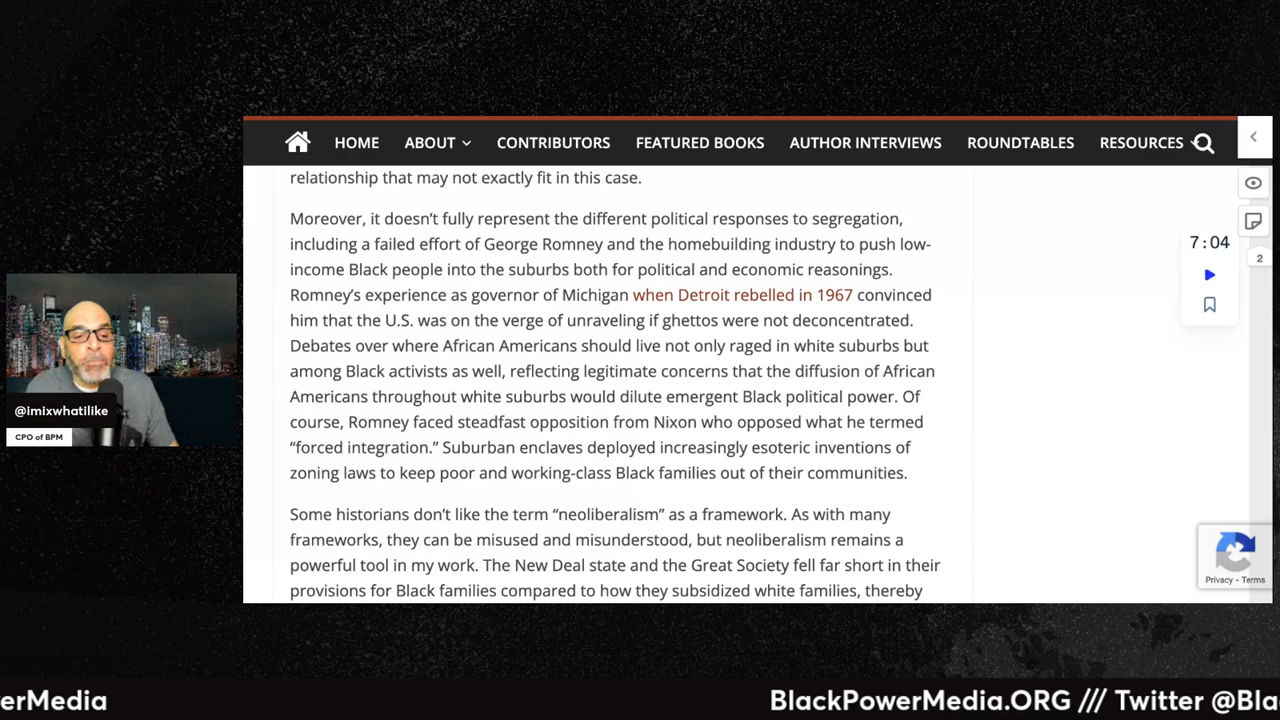 HOME ABOUT CONTRIBUTORS FEATURED BOOKS AUTHOR INTERVIEWS ROUNDTABLES RESOURCES
relationship that may not exactly fit in this case.
Moreover, it doesn’t fully represent the different political responses to segregation,
including a failed effort of George Romney and the homebuilding industry to push low-
income Black people into the suburbs both for political and economic reasonings.
Romney’s experience as governor of Michigan when Detroit rebelled in 1967 convinced
him that the U.S. was on the verge of unraveling if ghettos were not deconcentrated.
Debates over where African Americans should live not only raged in white suburbs but
among Black activists as well, reflecting legitimate concerns that the diffusion of African
Americans throughout white suburbs would dilute emergent Black political power. Of
course, Romney faced steadfast opposition from Nixon who opposed what he termed
“forced integration.” Suburban enclaves deployed increasingly esoteric inventions of
zoning laws to keep poor and working-class Black families out of their communities.
Some historians don’t like the term “neoliberalism” as a framework. As with many
frameworks, they can be misused and misunderstood, but neoliberalism remains a
powerful tool in my work. The New Deal state and the Great Society fell far short in their
provisions for Black families compared to how they subsidized white families, thereby
7:04
2
Privacy - Terms
@imixwhatilike
CPO of BPM
erMedia
BlackPowerMedia.ORG /// Twitter @Bla